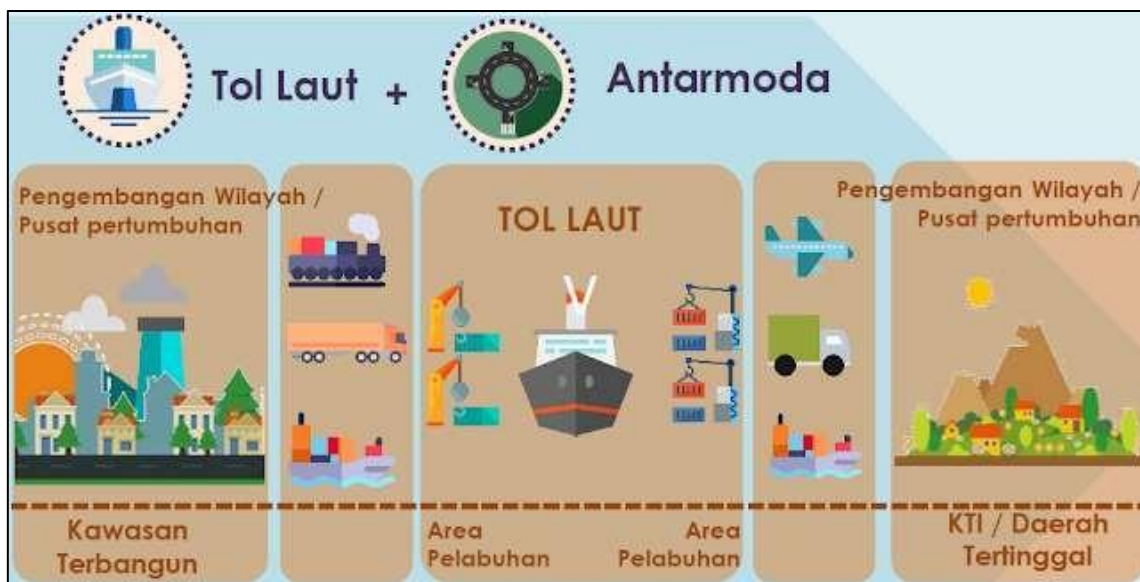 Tol Laut + Antarmoda
Pengembangan Wilayah /
Pusat pertumbuhan
TOL LAUT
Pengembangan Wilayah /
Pusat pertumbuhan
Kawasan
Terbangun
Area
Pelabuhan
Area
Pelabuhan
KTI / Daerah
Tertinggal